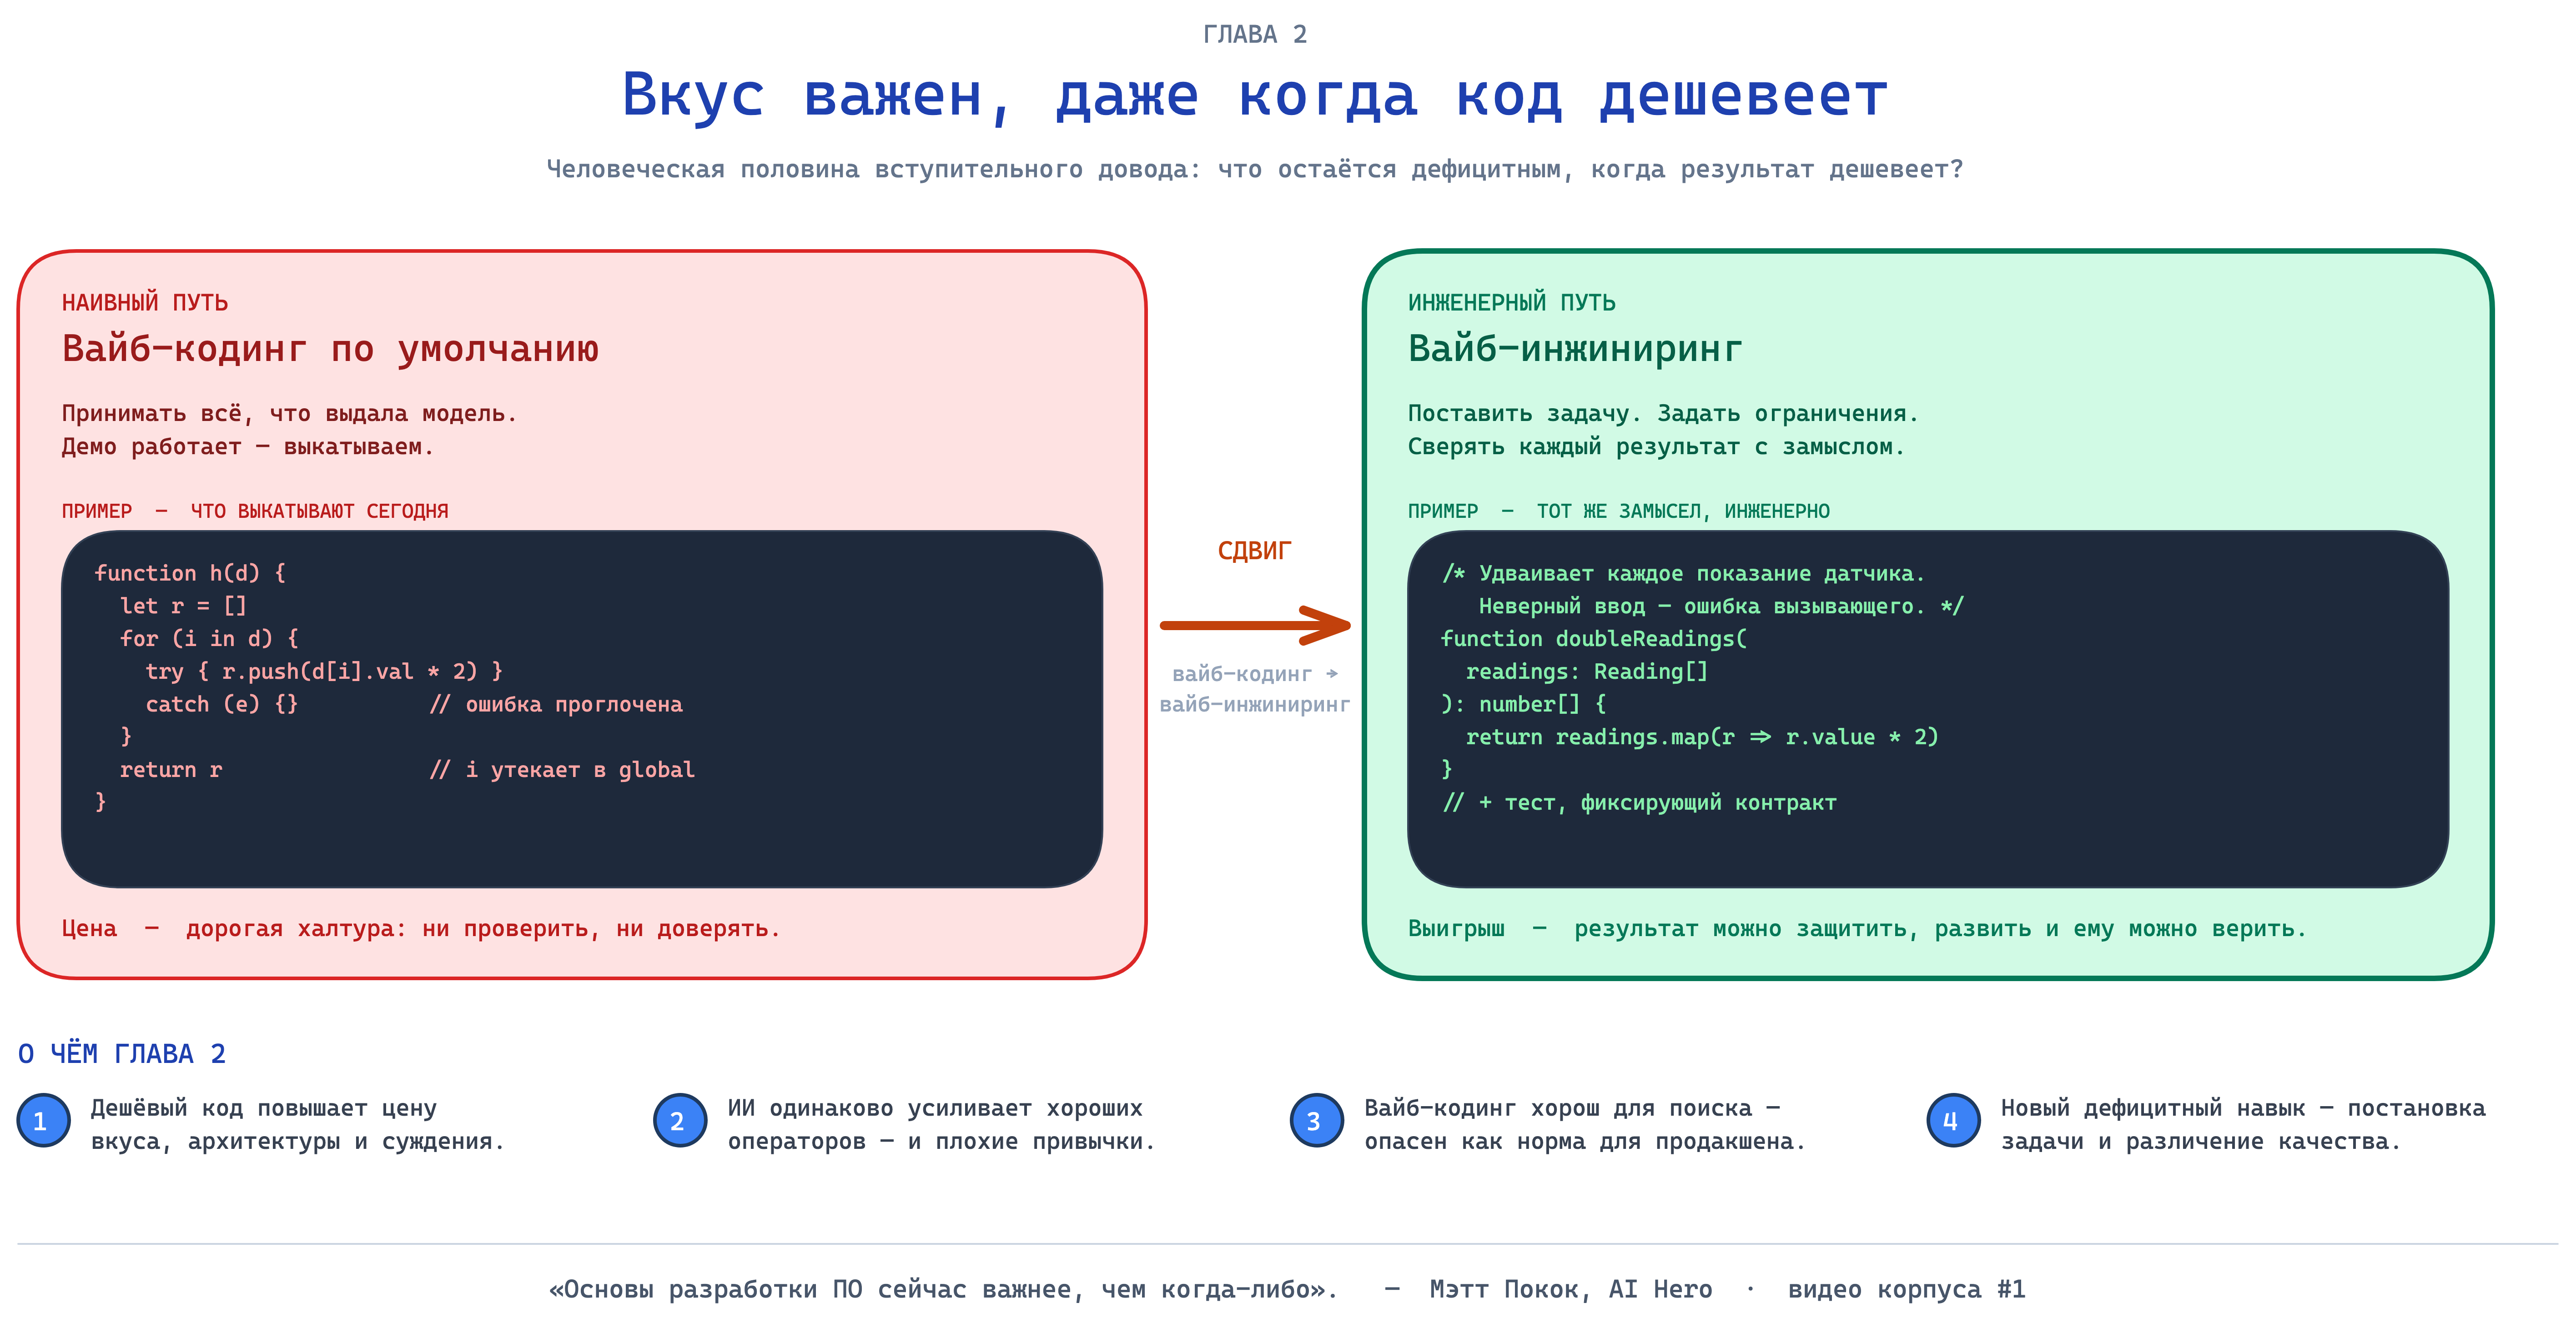 ГЛАВА 2
Вкус важен, даже когда код дешевеет
Человеческая половина вступительного довода: что остаётся дефицитным, когда результат дешевеет?
НАИВНЫЙ ПУТЬ
Вайб-кодинг по умолчанию
Принимать всё, что выдала модель.
Демо работает — выкатываем.
ПРИМЕР — ЧТО ВЫКАТЫВАЮТ СЕГОДНЯ
function h(d) {
  let r = []
  for (i in d) {
    try { r.push(d[i].val * 2) }
    catch (e) {}          // ошибка проглочена
  }
  return r                // i утекает в global
}
Цена — дорогая халтура: ни проверить, ни доверять.
СДВИГ
вайб-кодинг →
вайб-инжиниринг
ИНЖЕНЕРНЫЙ ПУТЬ
Вайб-инжиниринг
Поставить задачу. Задать ограничения.
Сверять каждый результат с замыслом.
ПРИМЕР — ТОТ ЖЕ ЗАМЫСЕЛ, ИНЖЕНЕРНО
/* Удваивает каждое показание датчика.
   Неверный ввод — ошибка вызывающего. */
function doubleReadings(
  readings: Reading[]
): number[] {
  return readings.map(r => r.value * 2)
}
// + тест, фиксирующий контракт
Выигрыш — результат можно защитить, развить и ему можно верить.
О ЧЁМ ГЛАВА 2
1
Дешёвый код повышает цену
вкуса, архитектуры и суждения.
2
ИИ одинаково усиливает хороших
операторов — и плохие привычки.
3
Вайб-кодинг хорош для поиска —
опасен как норма для продакшена.
4
Новый дефицитный навык — постановка
задачи и различение качества.
«Основы разработки ПО сейчас важнее, чем когда-либо». — Мэтт Покок, AI Hero · видео корпуса #1